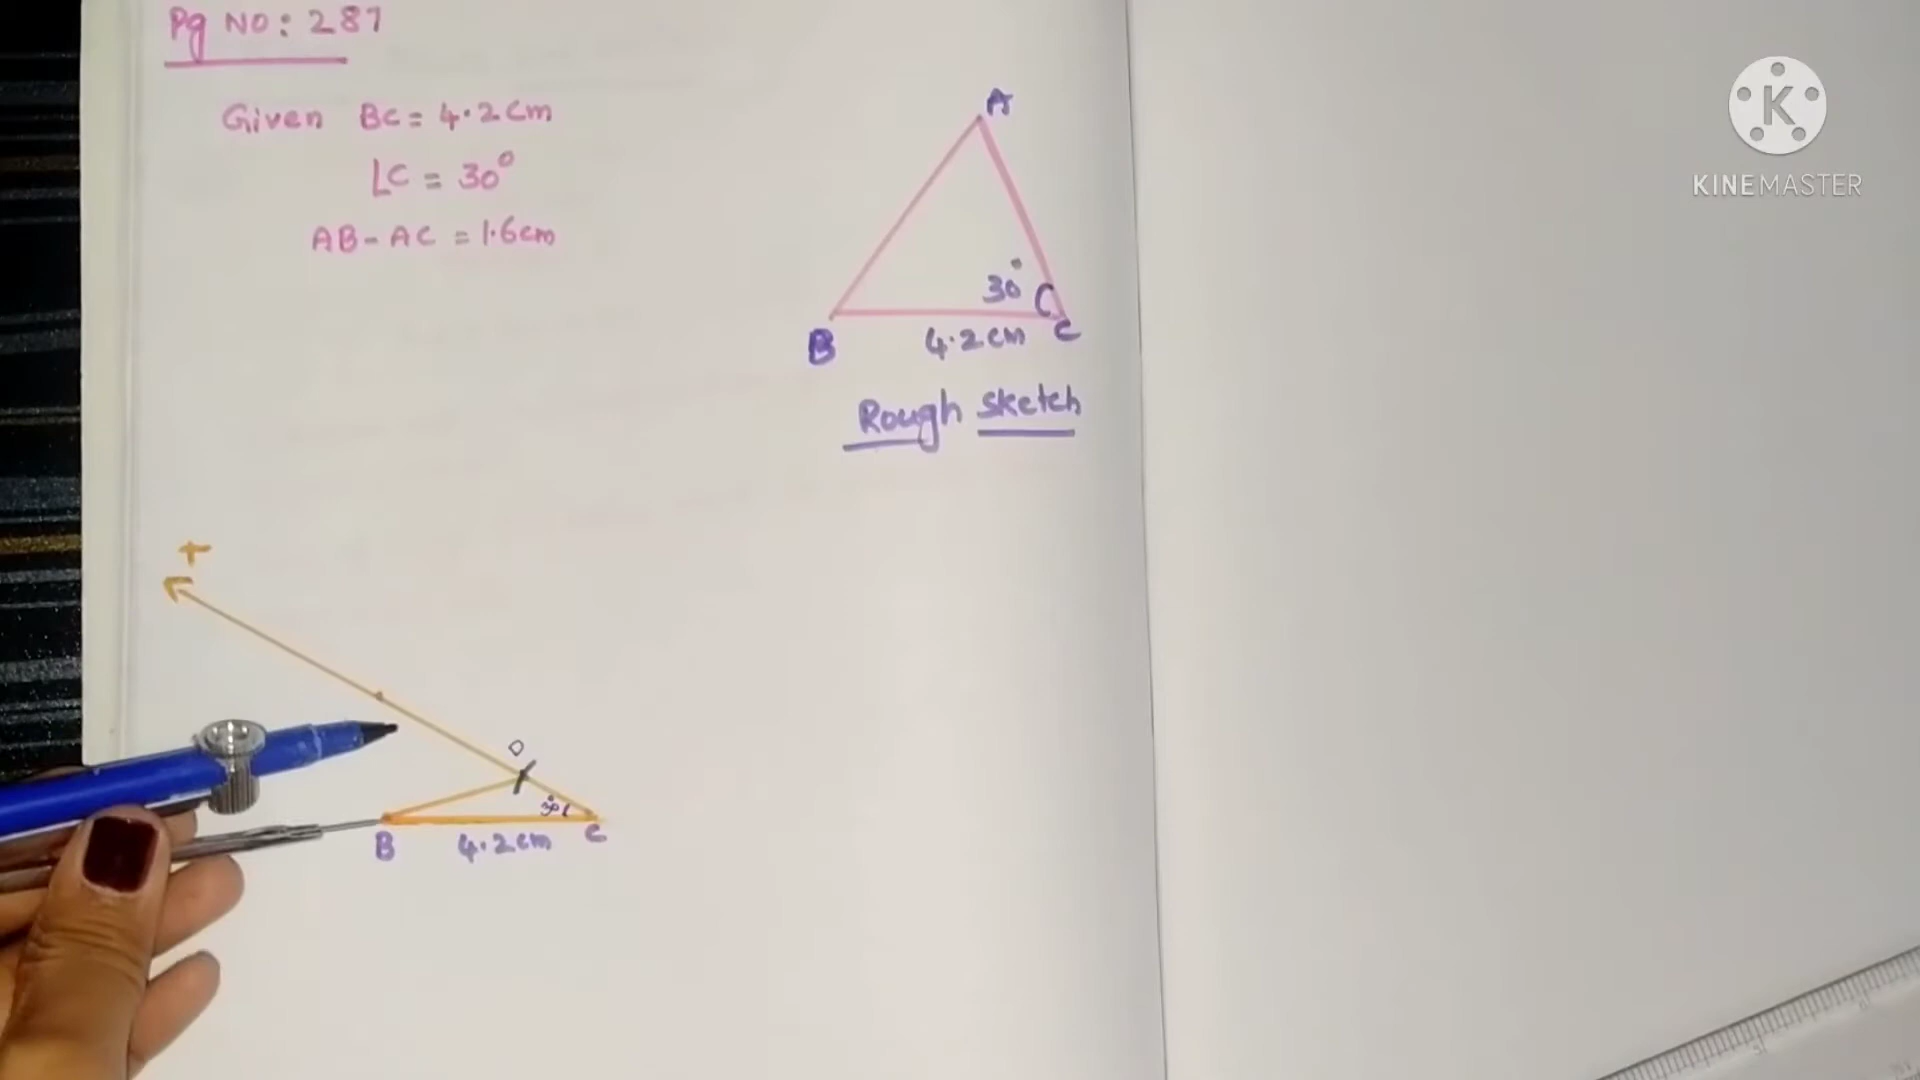 Pg NO: 287
Given BC = 4.2cm
∠C = 30°
AB - AC = 1.6cm
A
30°
B
4.2cm
C
Rough Sketch
KINEMASTER
T
D
30°
B
4.2cm
C